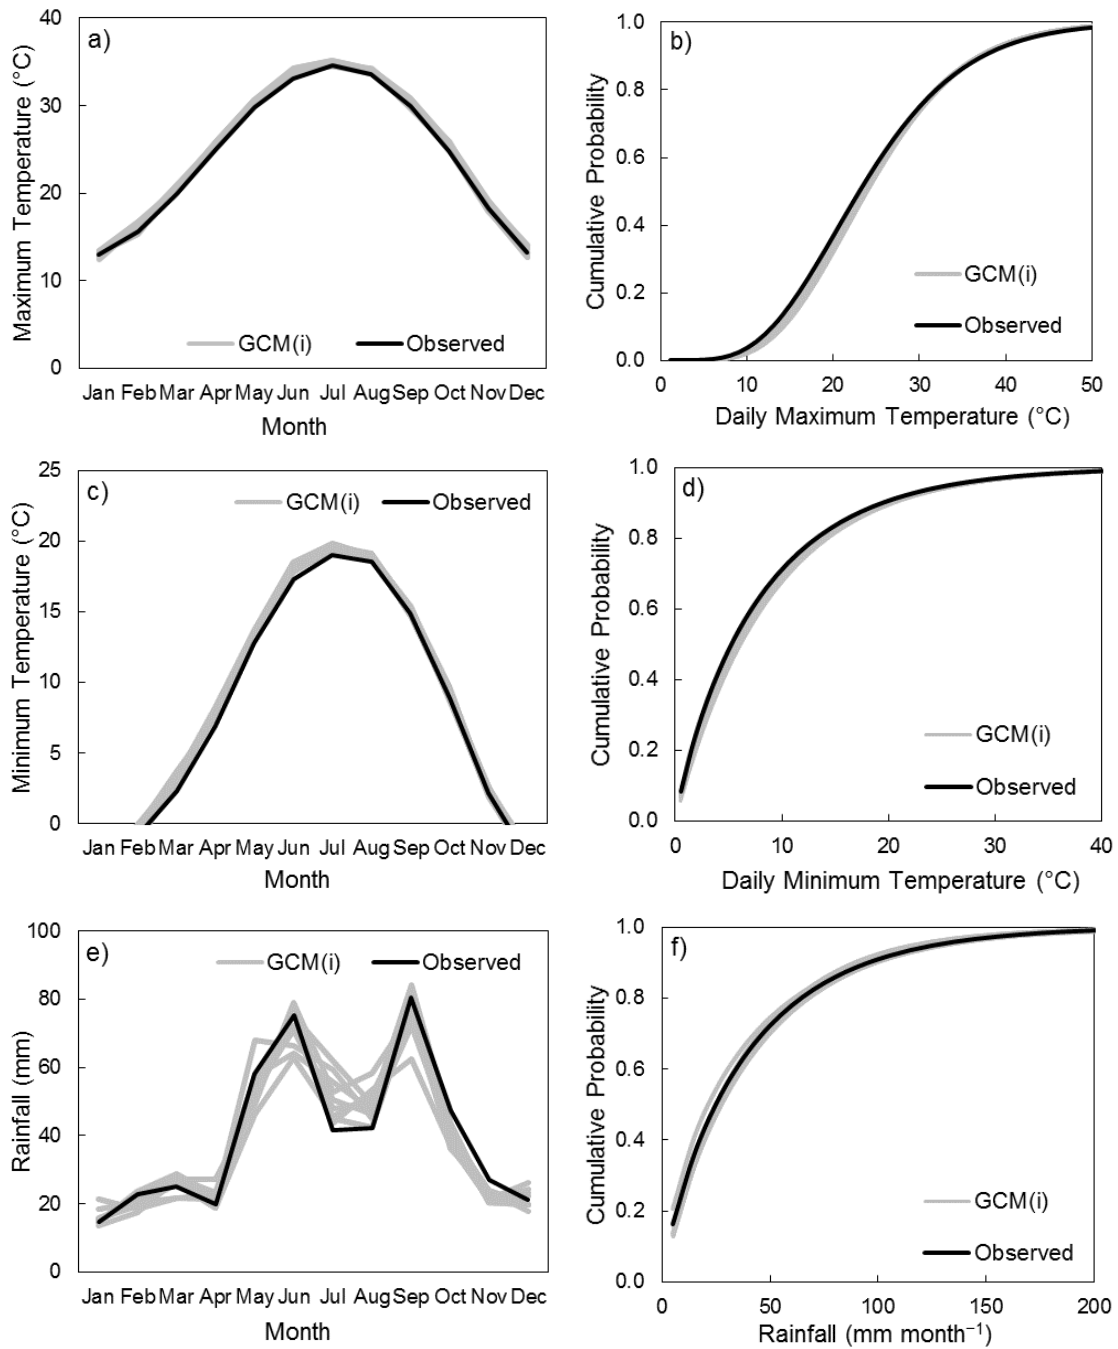 a)
Maximum Temperature (°C)
40
30
20
10
0
GCM(i) Observed
Jan Feb Mar Apr May Jun Jul Aug Sep Oct Nov Dec
Month
b)
Cumulative Probability
1.0
0.8
0.6
0.4
0.2
0.0
GCM(i)
Observed
0 10 20 30 40 50
Daily Maximum Temperature (°C)
c)
Minimum Temperature (°C)
25
20
15
10
5
0
GCM(i) Observed
Jan Feb Mar Apr May Jun Jul Aug Sep Oct Nov Dec
Month
d)
Cumulative Probability
1.0
0.8
0.6
0.4
0.2
0.0
GCM(i)
Observed
0 10 20 30 40
Daily Minimum Temperature (°C)
e)
Rainfall (mm)
100
80
60
40
20
0
GCM(i) Observed
Jan Feb Mar Apr May Jun Jul Aug Sep Oct Nov Dec
Month
f)
Cumulative Probability
1.0
0.8
0.6
0.4
0.2
0.0
GCM(i)
Observed
0 50 100 150 200
Rainfall (mm month⁻¹)